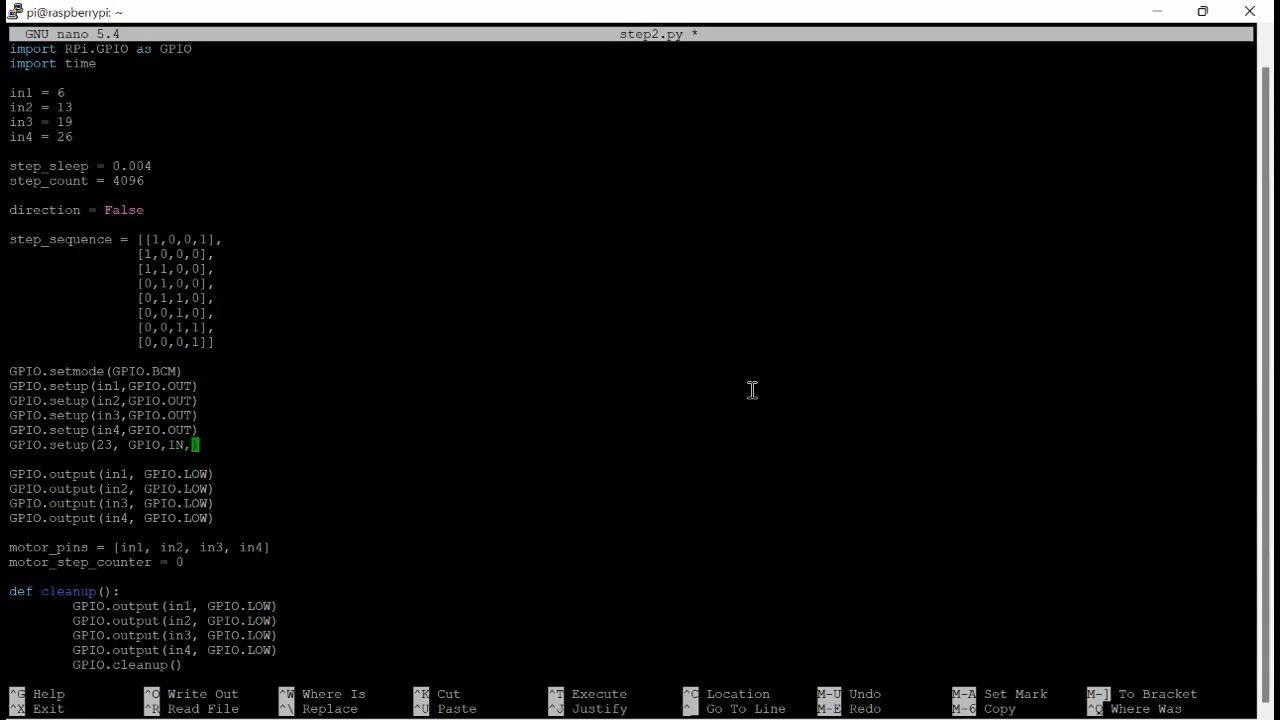 pi@raspberrypi: ~
GNU nano 5.4 step2.py *
import RPi.GPIO as GPIO
import time
in1 = 6
in2 = 13
in3 = 19
in4 = 26
step_sleep = 0.004
step_count = 4096
direction = False
step_sequence = [[1,0,0,1],
[1,0,0,0],
[1,1,0,0],
[0,1,0,0],
[0,1,1,0],
[0,0,1,0],
[0,0,1,1],
[0,0,0,1]]
GPIO.setmode(GPIO.BCM)
GPIO.setup(in1,GPIO.OUT)
GPIO.setup(in2,GPIO.OUT)
GPIO.setup(in3,GPIO.OUT)
GPIO.setup(in4,GPIO.OUT)
GPIO.setup(23, GPIO,IN,)
GPIO.output(in1, GPIO.LOW)
GPIO.output(in2, GPIO.LOW)
GPIO.output(in3, GPIO.LOW)
GPIO.output(in4, GPIO.LOW)
motor_pins = [in1, in2, in3, in4]
motor_step_counter = 0
def cleanup():
GPIO.output(in1, GPIO.LOW)
GPIO.output(in2, GPIO.LOW)
GPIO.output(in3, GPIO.LOW)
GPIO.output(in4, GPIO.LOW)
GPIO.cleanup()
^G Help ^O Write Out ^W Where Is ^K Cut ^T Execute ^C Location M-U Undo M-A Set Mark M-] To Bracket
^X Exit ^R Read File ^\ Replace ^U Paste ^J Justify ^_ Go To Line M-E Redo M-6 Copy ^Q Where Was